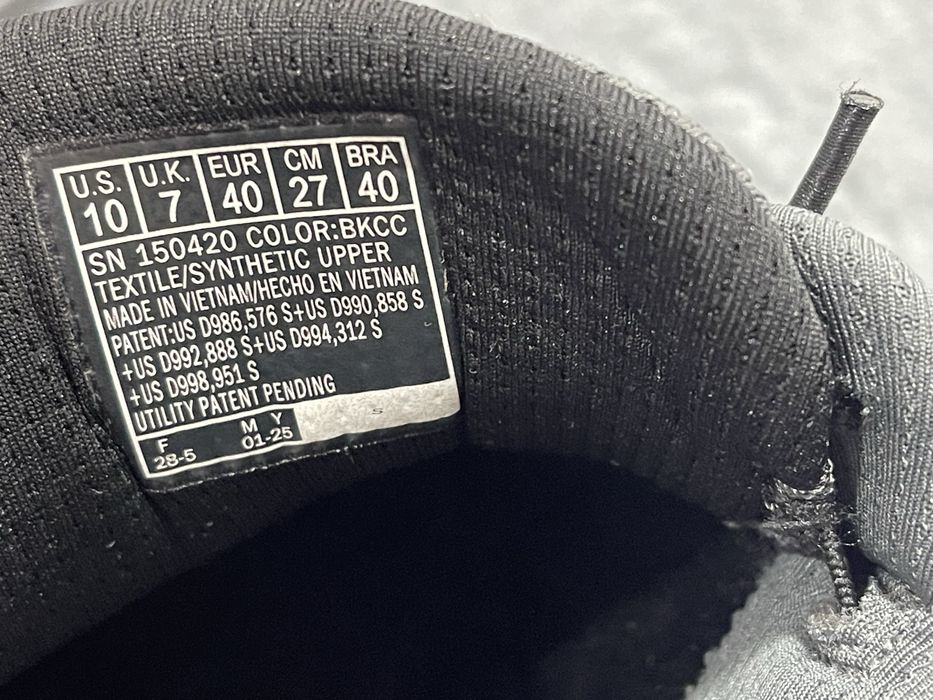 U.S. U.K. EUR CM BRA
10 7 40 27 40
SN 150420 COLOR:BKCC
TEXTILE/SYNTHETIC UPPER
MADE IN VIETNAM/HECHO EN VIETNAM
PATENT:US D986,576 S+US D990,858 S
+US D992,888 S+US D994,312 S
+US D998,951 S
UTILITY PATENT PENDING
F M Y
28-5 01-25
S